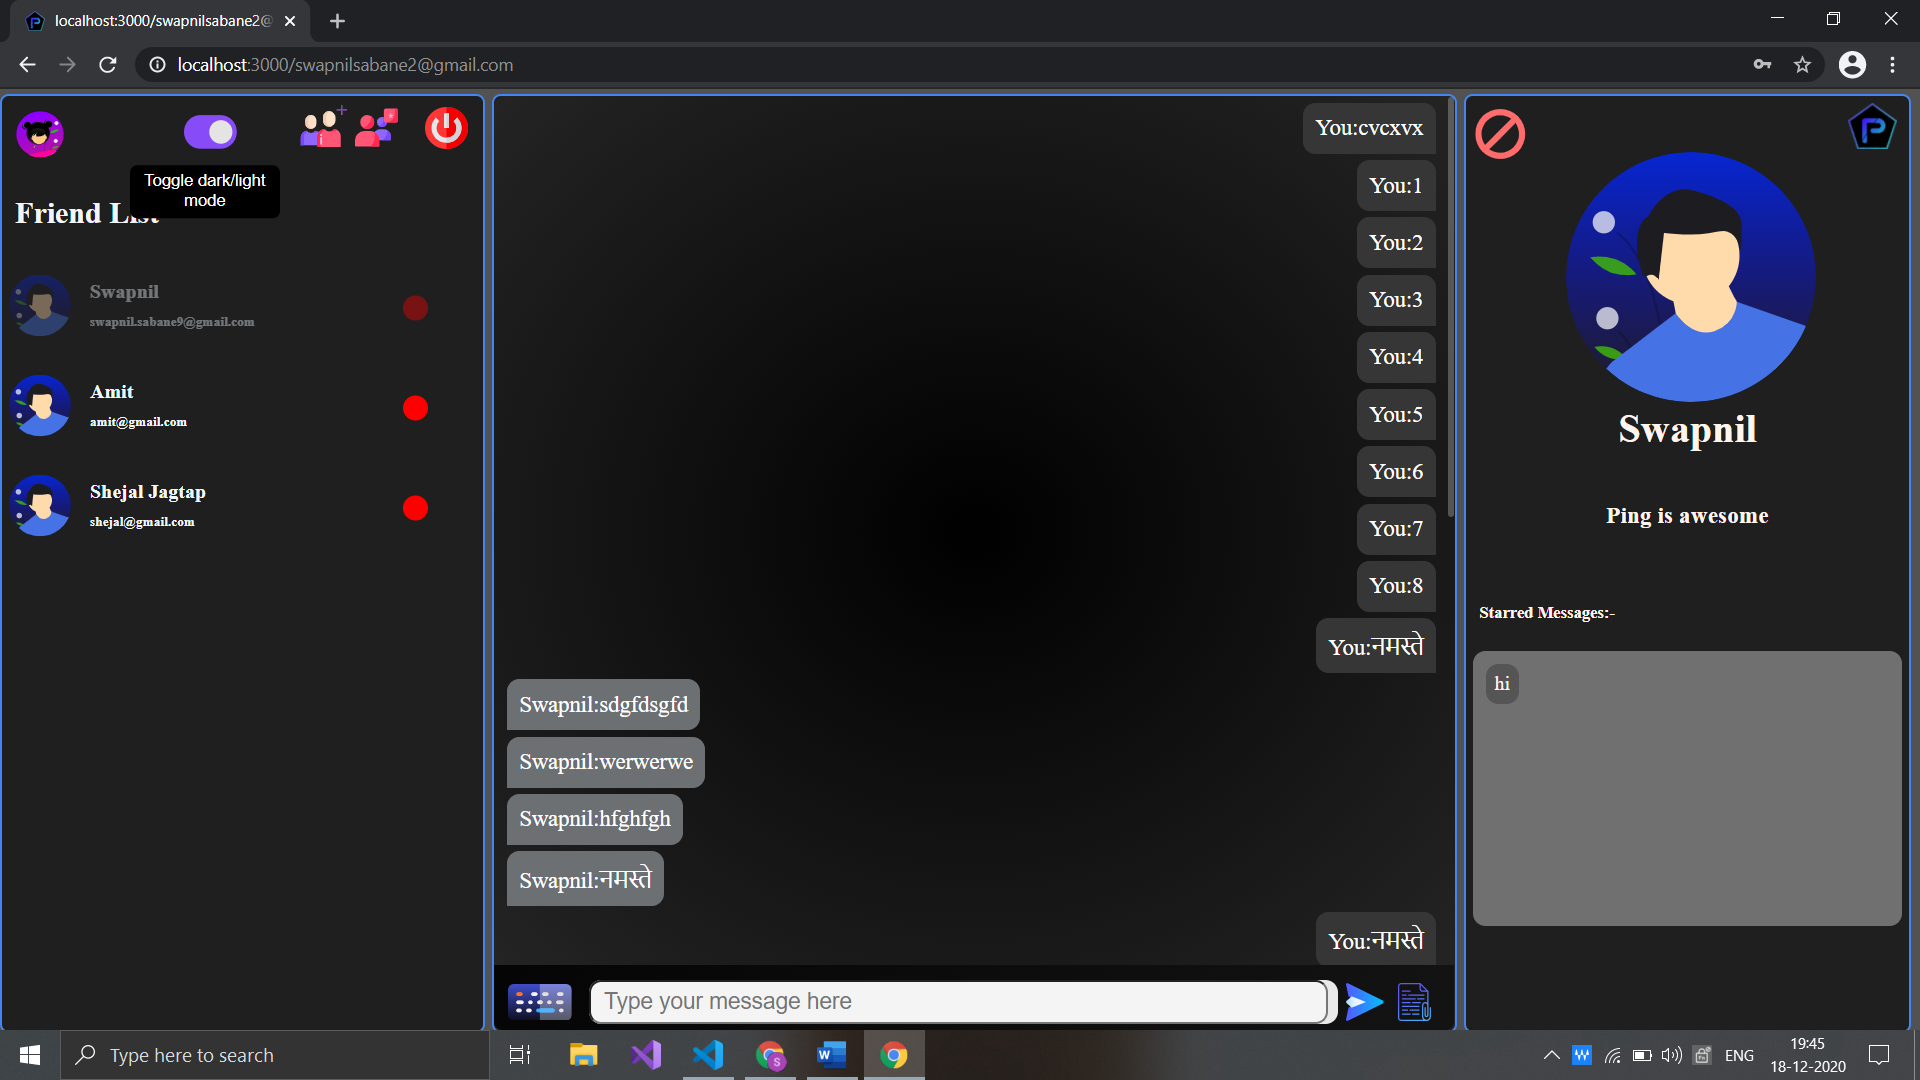 localhost:3000/swapnilsabane2@
localhost:3000/swapnilsabane2@gmail.com
Toggle dark/light
mode
Friend List
Swapnil
swapnil.sabane9@gmail.com
Amit
amit@gmail.com
Shejal Jagtap
shejal@gmail.com
You:cvcxvx
You:1
You:2
You:3
You:4
You:5
You:6
You:7
You:8
You:नमस्ते
Swapnil:sdgfdsgfd
Swapnil:werwerwe
Swapnil:hfghfgh
Swapnil:नमस्ते
You:नमस्ते
Type your message here
Swapnil
Ping is awesome
Starred Messages:-
hi
Type here to search
ENG
19:45
18-12-2020